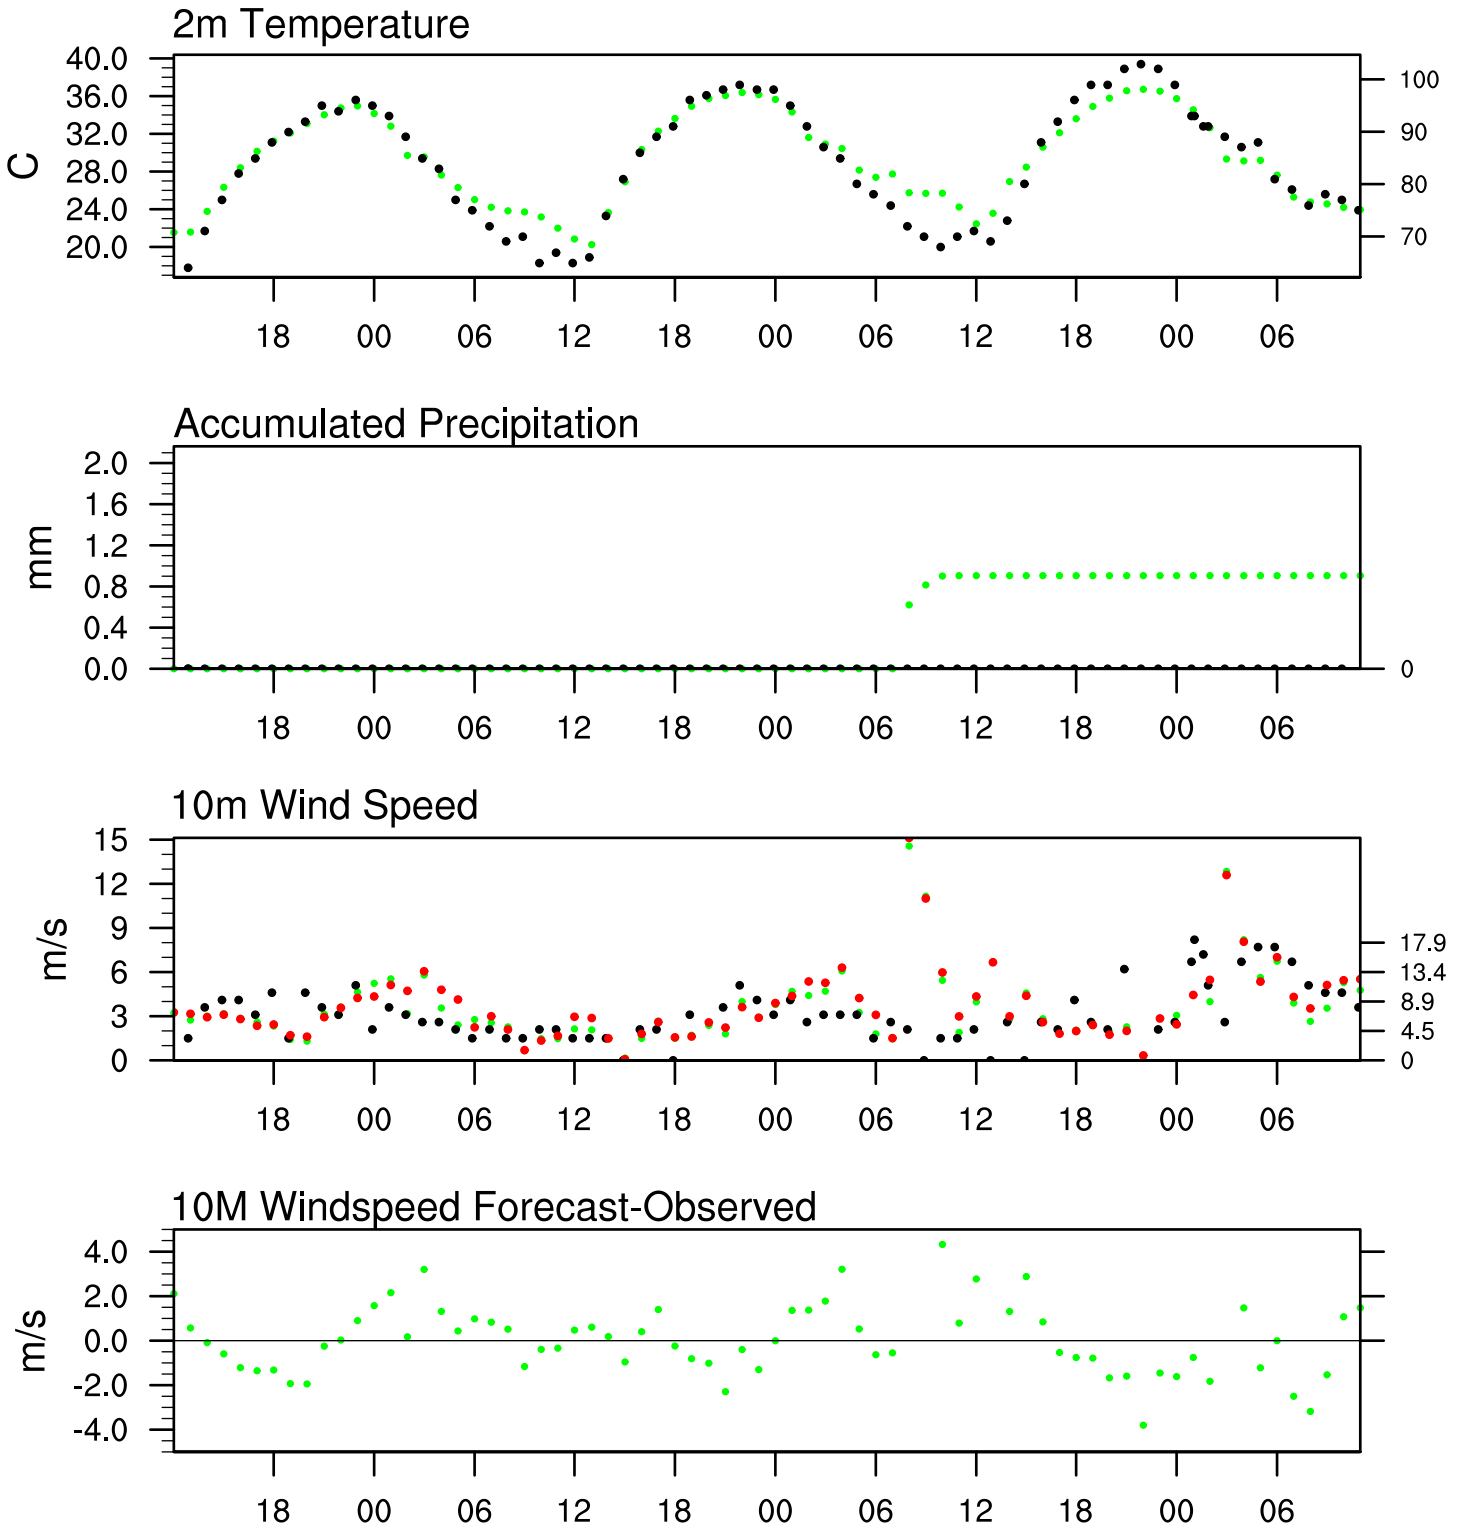 2m Temperature
40.0
36.0
32.0
28.0
24.0
20.0
C
100
90
80
70
18 00 06 12 18 00 06 12 18 00 06
Accumulated Precipitation
2.0
1.6
1.2
0.8
0.4
0.0
mm
0
18 00 06 12 18 00 06 12 18 00 06
10m Wind Speed
15
12
9
6
3
0
m/s
17.9
13.4
8.9
4.5
0
18 00 06 12 18 00 06 12 18 00 06
10M Windspeed Forecast-Observed
4.0
2.0
0.0
-2.0
-4.0
m/s
18 00 06 12 18 00 06 12 18 00 06